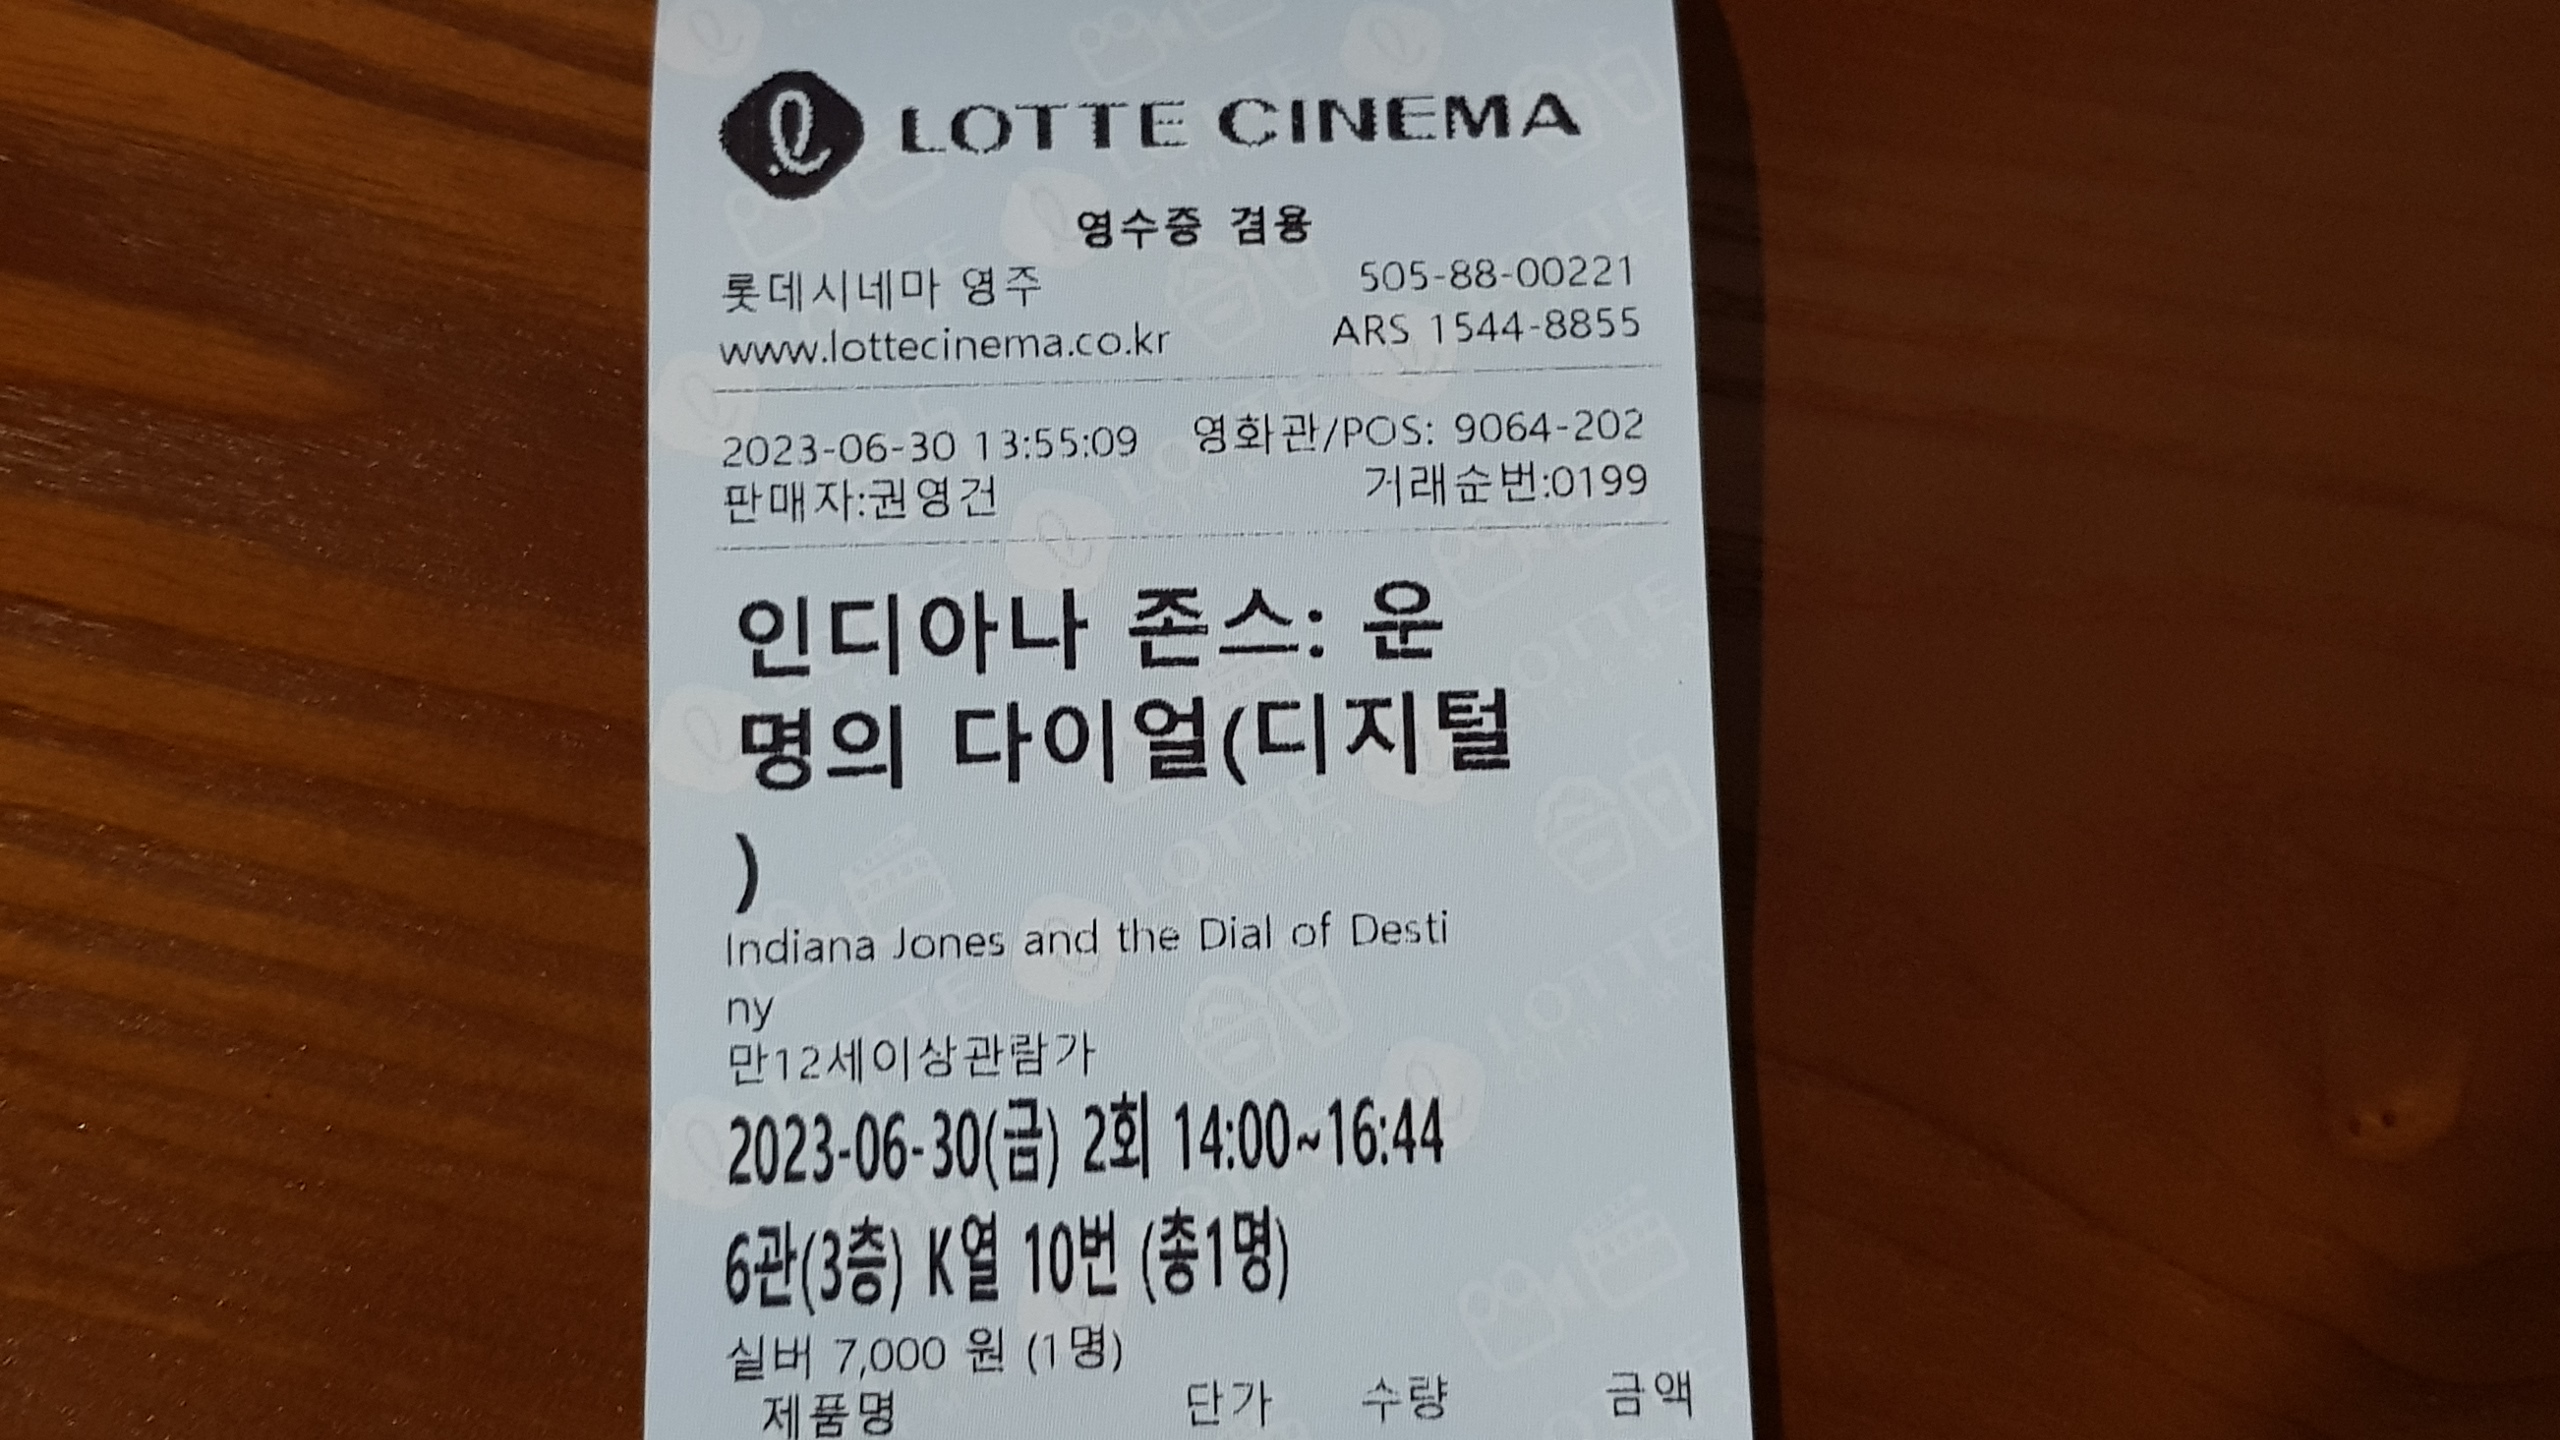 LOTTE CINEMA
영수증 겸용
롯데시네마 영주 505-88-00221
www.lottecinema.co.kr ARS 1544-8855
2023-06-30 13:55:09 영화관/POS: 9064-202
판매자:권영건 거래순번:0199
인디아나 존스: 운
명의 다이얼(디지털
)
Indiana Jones and the Dial of Desti
ny
만12세이상관람가
2023-06-30(금) 2회 14:00~16:44
6관(3층) K열 10번 (총1명)
실버 7,000 원 (1명)
제품명 단가 수량 금액